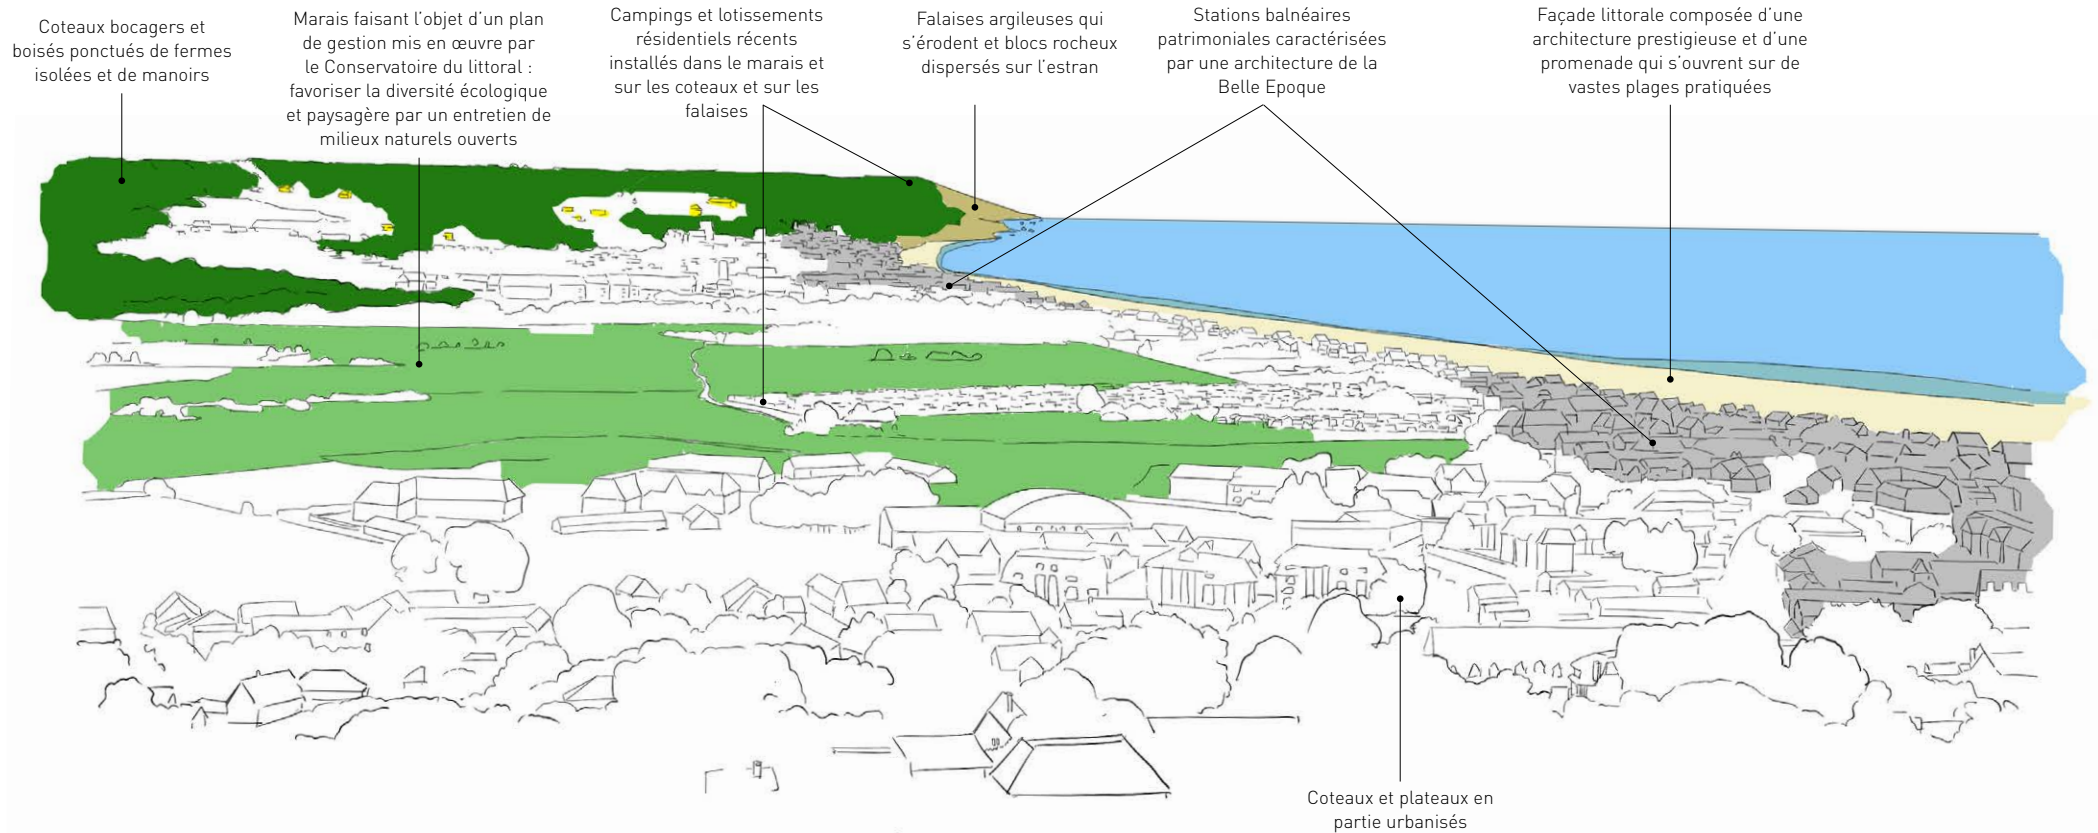 Coteaux bocagers et
boisés ponctués de fermes
isolées et de manoirs
Marais faisant l'objet d'un plan
de gestion mis en œuvre par
le Conservatoire du littoral :
favoriser la diversité écologique
et paysagère par un entretien de
milieux naturels ouverts
Campings et lotissements
résidentiels récents
installés dans le marais et
sur les coteaux et sur les
falaises
Falaises argileuses qui
s'érodent et blocs rocheux
dispersés sur l'estran
Stations balnéaires
patrimoniales caractérisées
par une architecture de la
Belle Epoque
Façade littorale composée d'une
architecture prestigieuse et d'une
promenade qui s'ouvrent sur de
vastes plages pratiquées
Coteaux et plateaux en
partie urbanisés